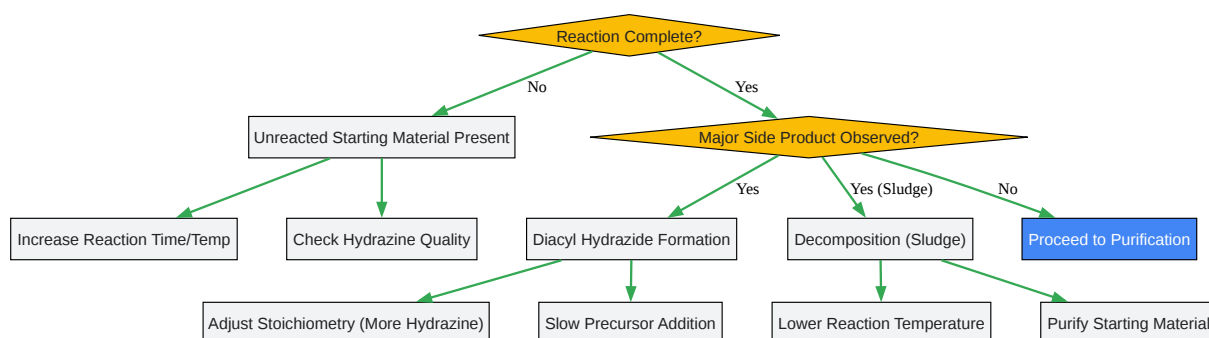 Reaction Complete?
No
Yes
Unreacted Starting Material Present
Major Side Product Observed?
Yes
Yes (Sludge)
No
Increase Reaction Time/Temp
Check Hydrazine Quality
Diacyl Hydrazide Formation
Decomposition (Sludge)
Proceed to Purification
Adjust Stoichiometry (More Hydrazine)
Slow Precursor Addition
Lower Reaction Temperature
Purify Starting Material